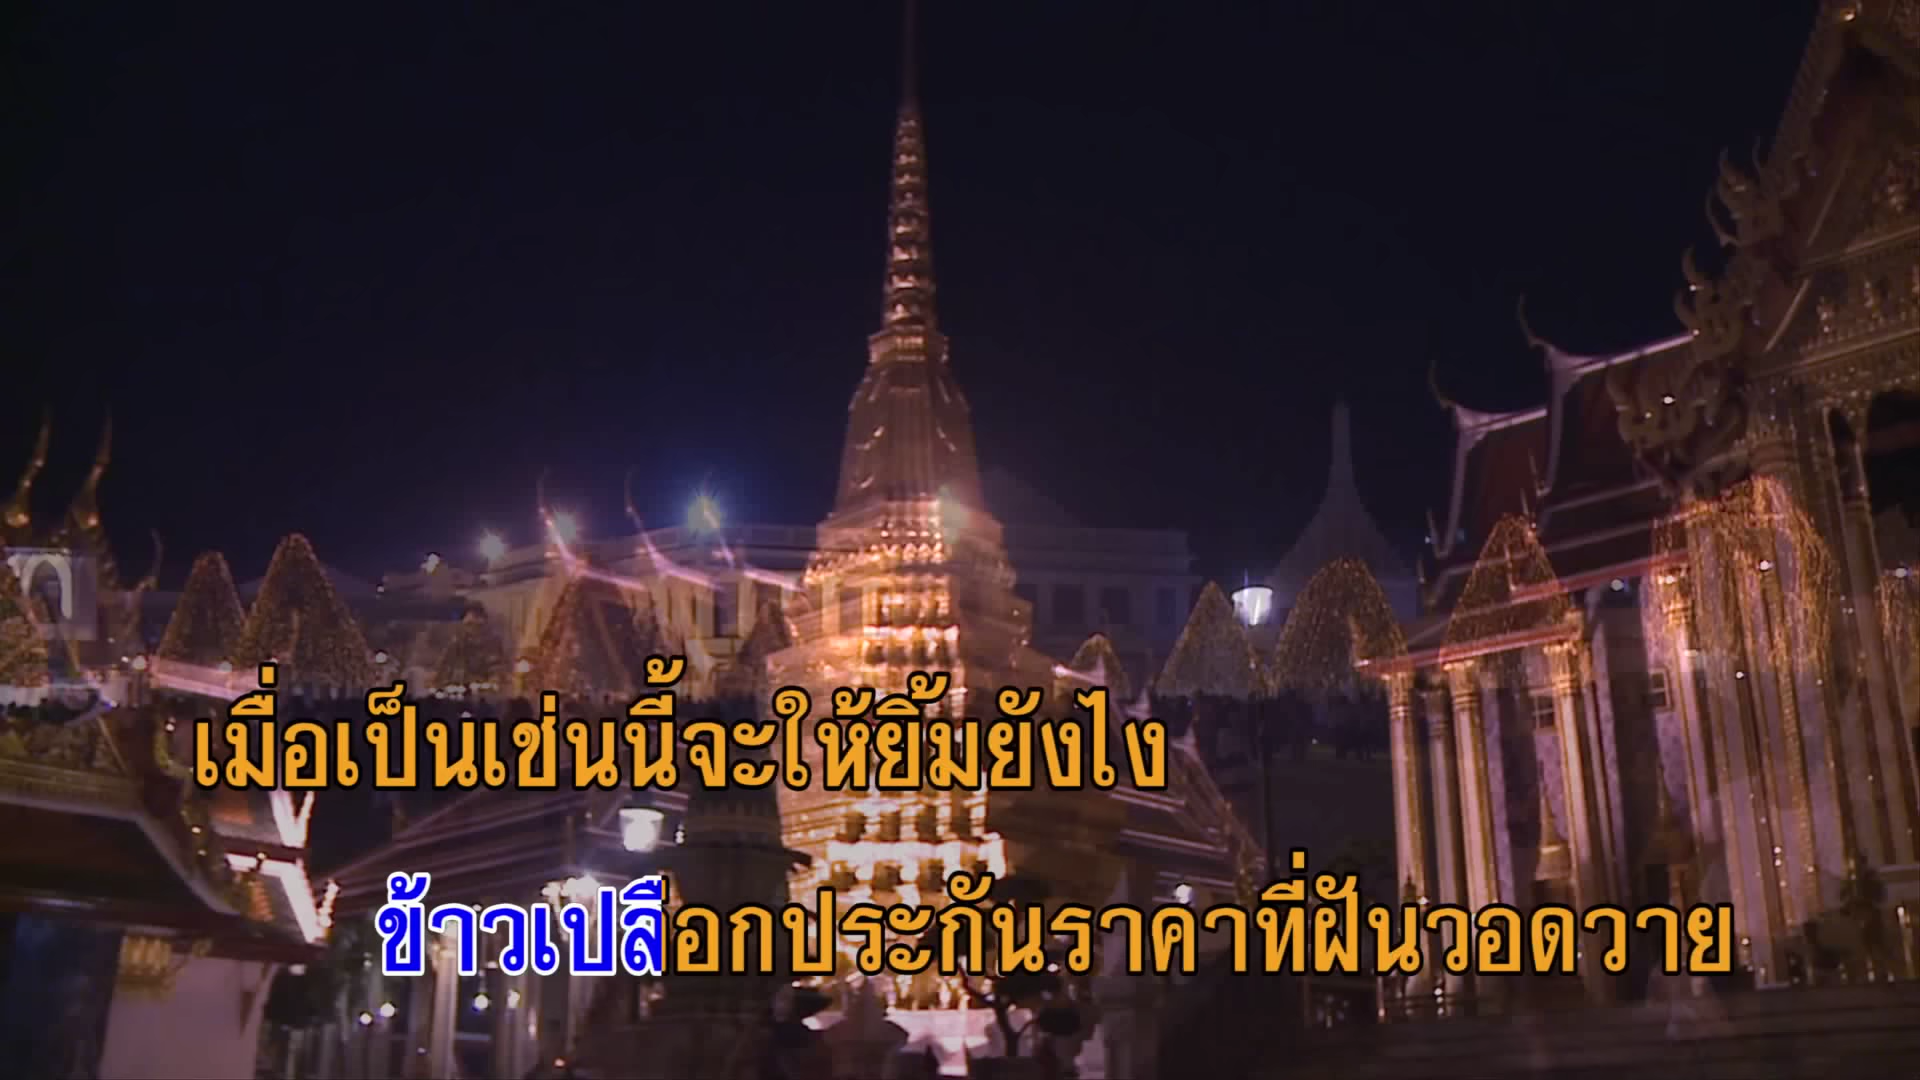 ก
เมื่อเป็นเช่นนี้จะให้ยิ้มยังไง
ข้าวเปลือกประกันราคาที่ฝันวอดวาย